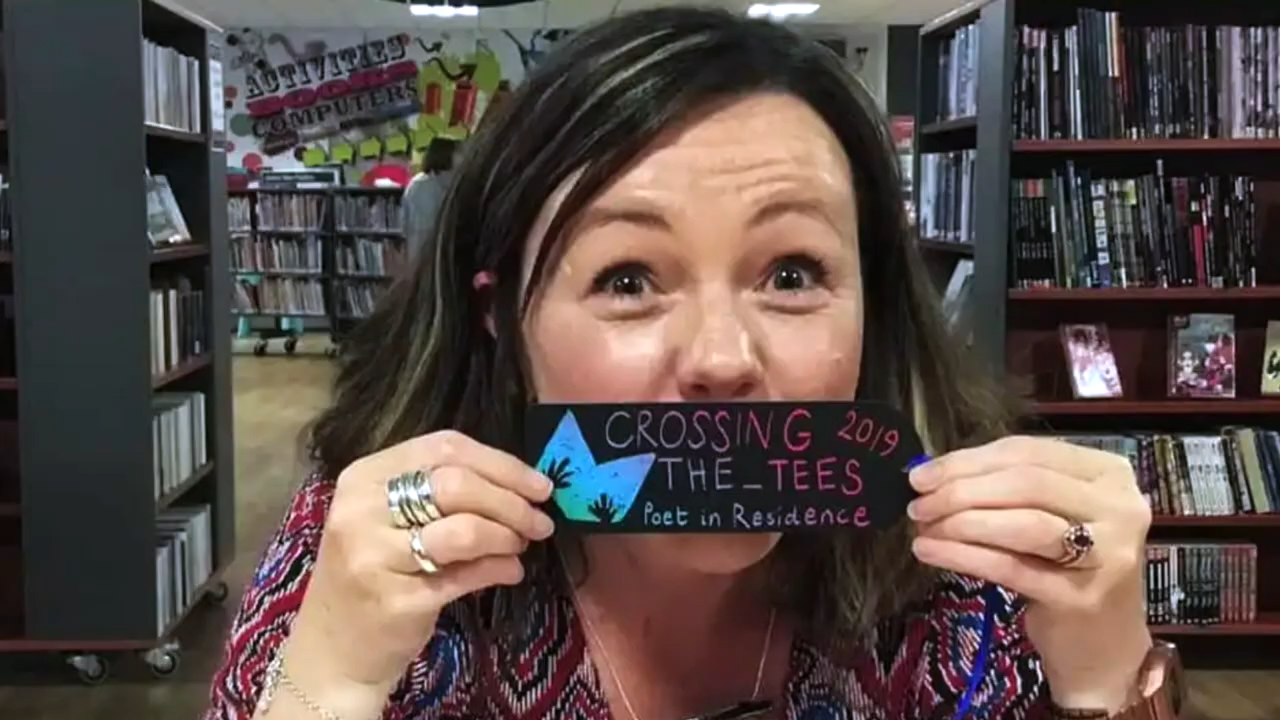 ACTIVITIES
BOOKS
COMPUTERS
CROSSING 2019
THE_TEES
Poet in Residence